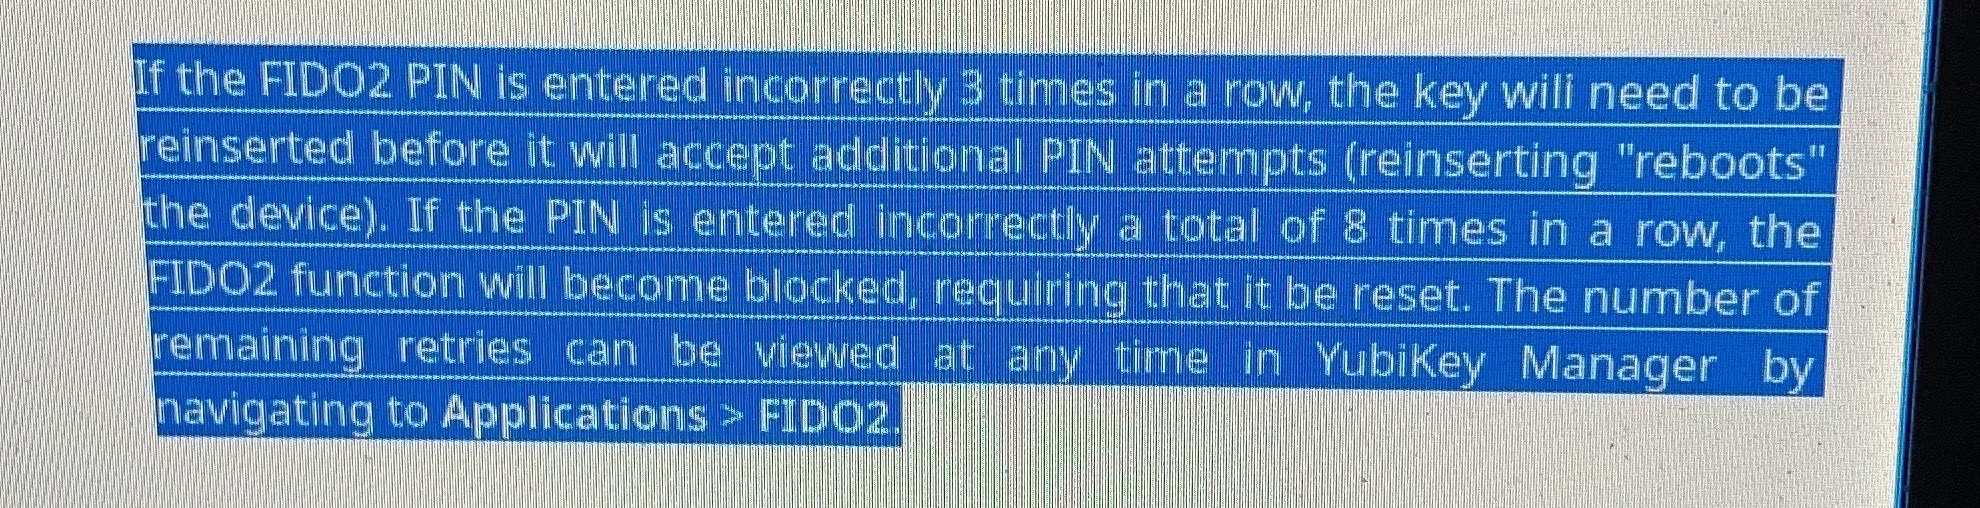 If the FIDO2 PIN is entered incorrectly 3 times in a row, the key will need to be
reinserted before it will accept additional PIN attempts (reinserting "reboots"
the device). If the PIN is entered incorrectly a total of 8 times in a row, the
FIDO2 function will become blocked, requiring that it be reset. The number of
remaining retries can be viewed at any time in YubiKey Manager by
navigating to Applications > FIDO2.